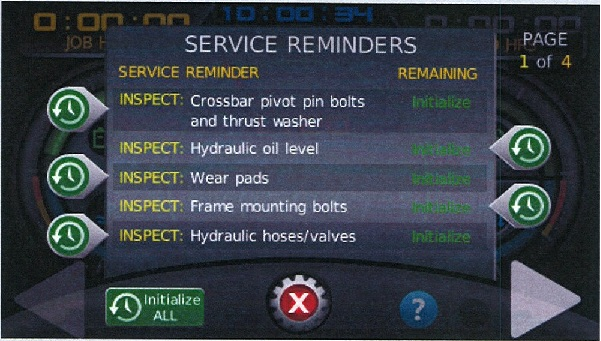 0:00:00
10:00:34
JOB H
SERVICE REMINDERS
PAGE
1 of 4
SERVICE REMINDER REMAINING
INSPECT: Crossbar pivot pin bolts and thrust washer Initialize
INSPECT: Hydraulic oil level Initialize
INSPECT: Wear pads Initialize
INSPECT: Frame mounting bolts Initialize
INSPECT: Hydraulic hoses/valves Initialize
Initialize
ALL
X
?